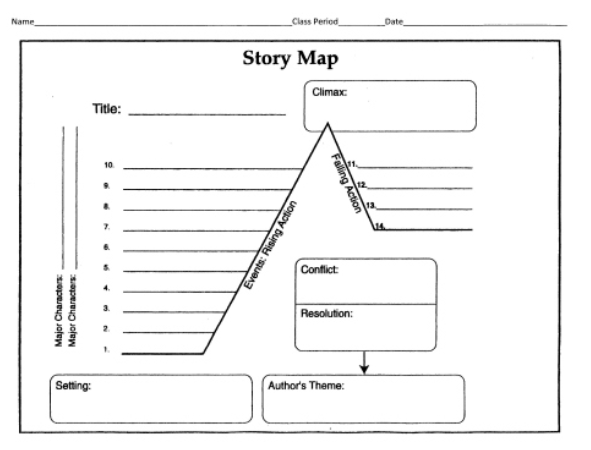 Name Class Period Date
Story Map
Climax:
Title:
10.
9.
8.
7.
6.
5.
4.
3.
2.
1.
Events: Rising Action
Falling Action
11.
12.
13.
14.
Major Characters:
Major Characters:
Conflict:
Resolution:
Setting:
Author's Theme: